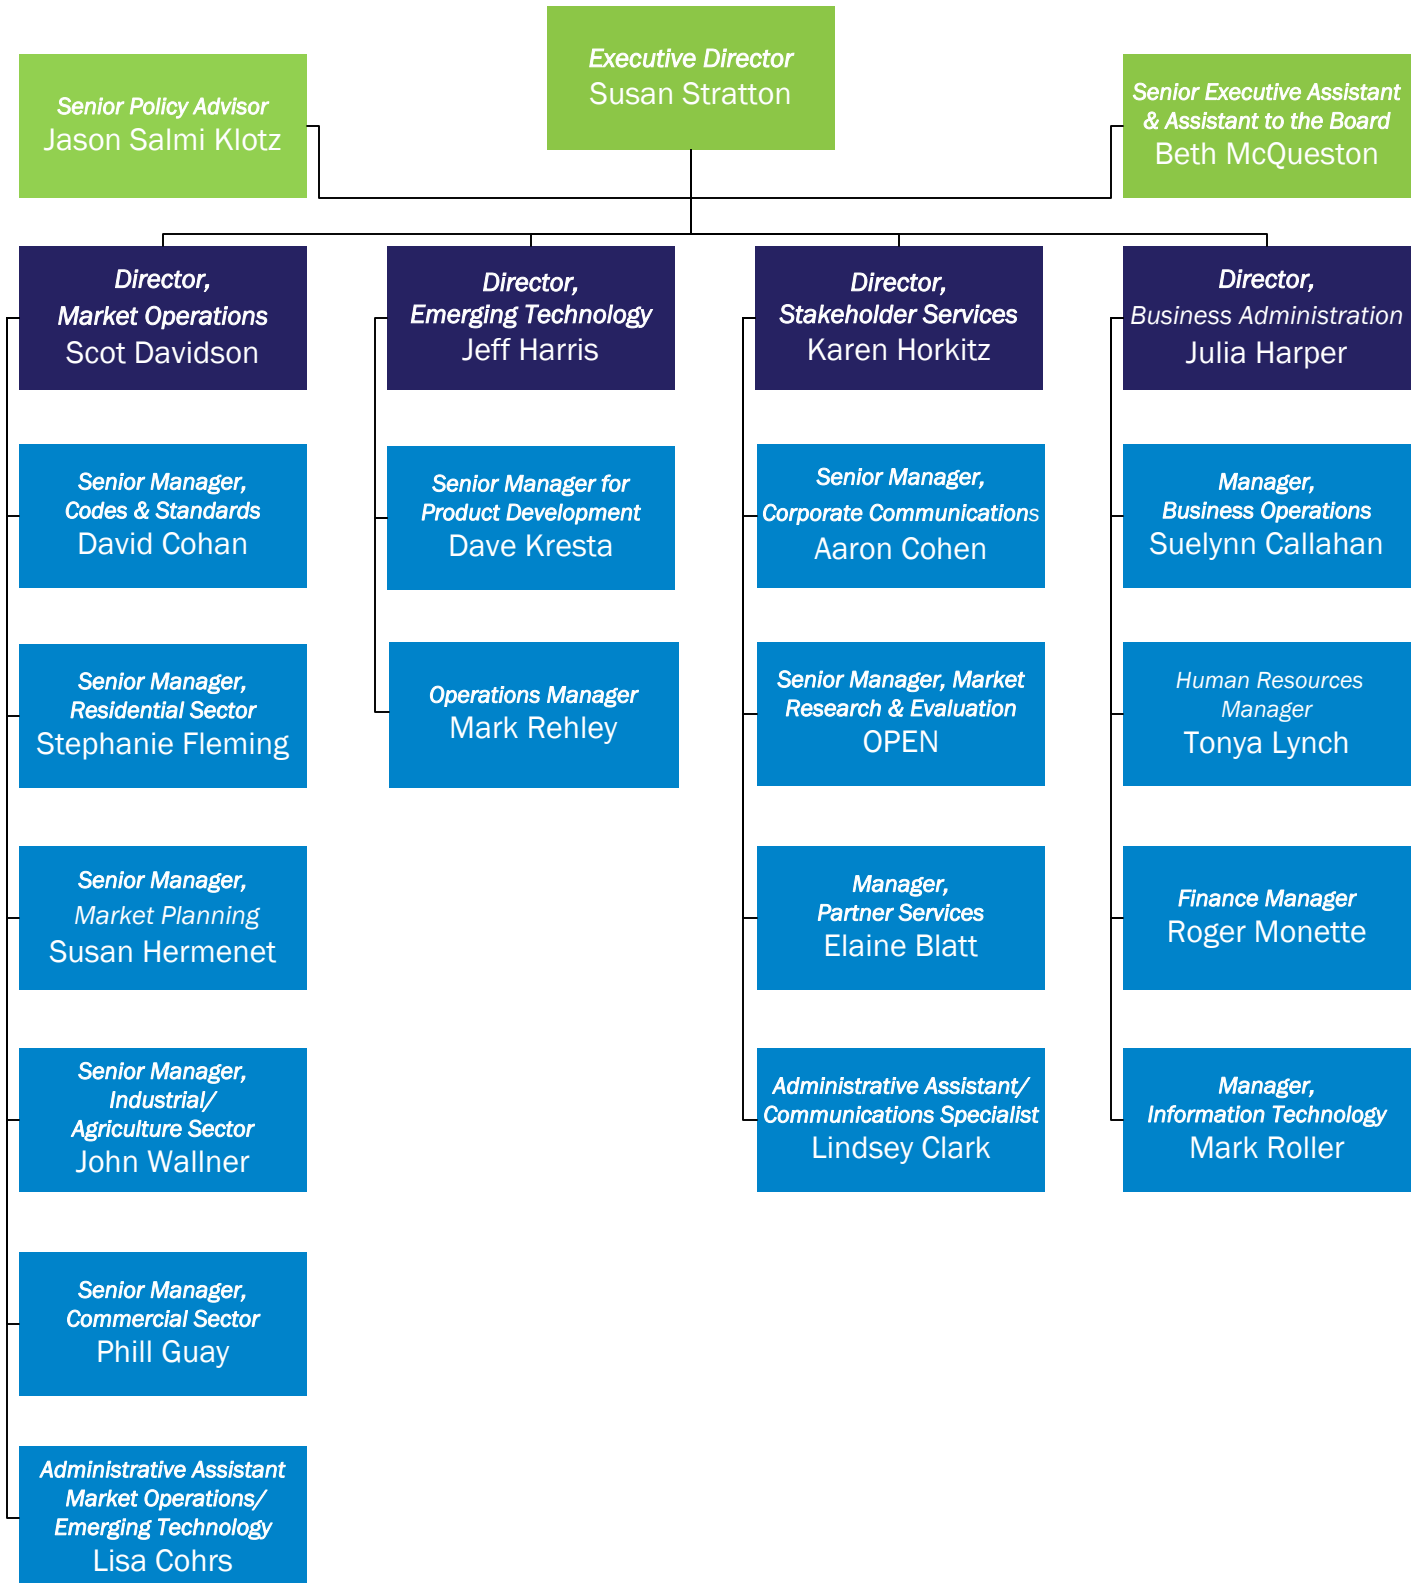 Executive Director
Susan Stratton
Senior Policy Advisor
Jason Salmi Klotz
Senior Executive Assistant
& Assistant to the Board
Beth McQueston
Director,
Market Operations
Scot Davidson
Director,
Emerging Technology
Jeff Harris
Director,
Stakeholder Services
Karen Horkitz
Director,
Business Administration
Julia Harper
Senior Manager,
Codes & Standards
David Cohan
Senior Manager for
Product Development
Dave Kresta
Senior Manager,
Corporate Communications
Aaron Cohen
Manager,
Business Operations
Suelynn Callahan
Senior Manager,
Residential Sector
Stephanie Fleming
Operations Manager
Mark Rehley
Senior Manager, Market
Research & Evaluation
OPEN
Human Resources
Manager
Tonya Lynch
Senior Manager,
Market Planning
Susan Hermenet
Manager,
Partner Services
Elaine Blatt
Finance Manager
Roger Monette
Senior Manager,
Industrial/
Agriculture Sector
John Wallner
Administrative Assistant/
Communications Specialist
Lindsey Clark
Manager,
Information Technology
Mark Roller
Senior Manager,
Commercial Sector
Phill Guay
Administrative Assistant
Market Operations/
Emerging Technology
Lisa Cohrs